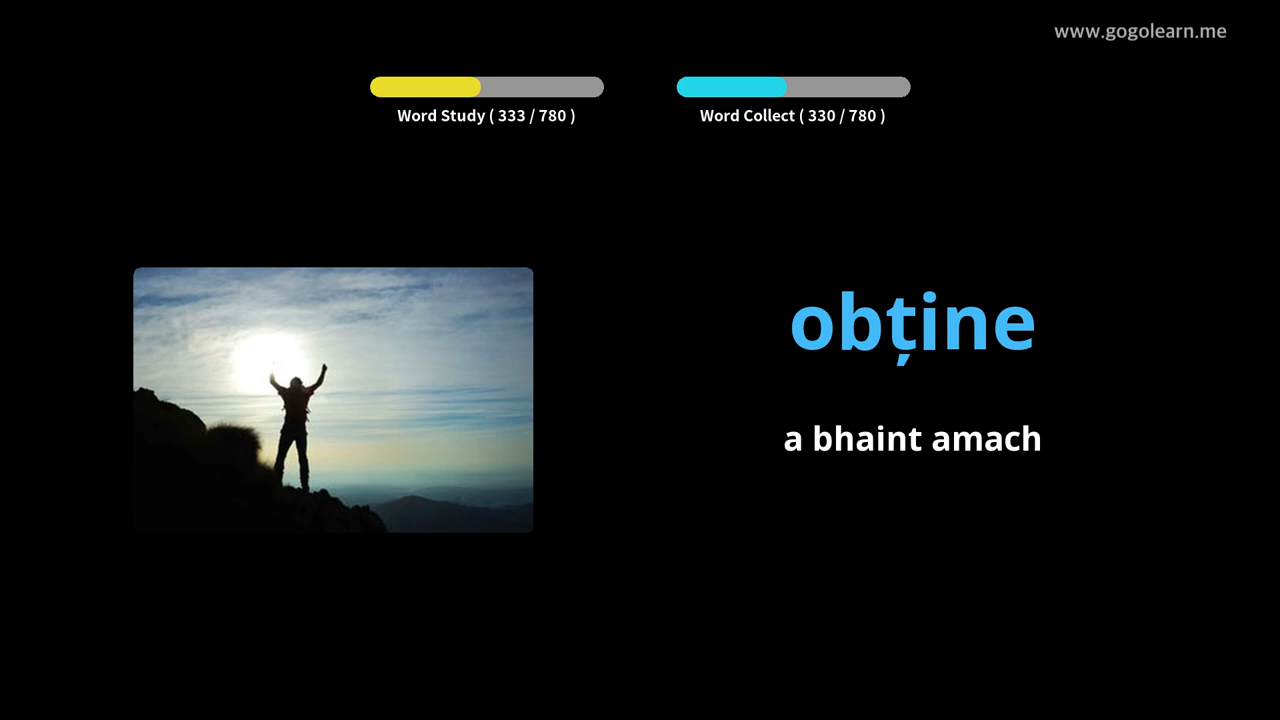 www.gogolearn.me
Word Study ( 333 / 780 )
Word Collect ( 330 / 780 )
obține
a bhaint amach